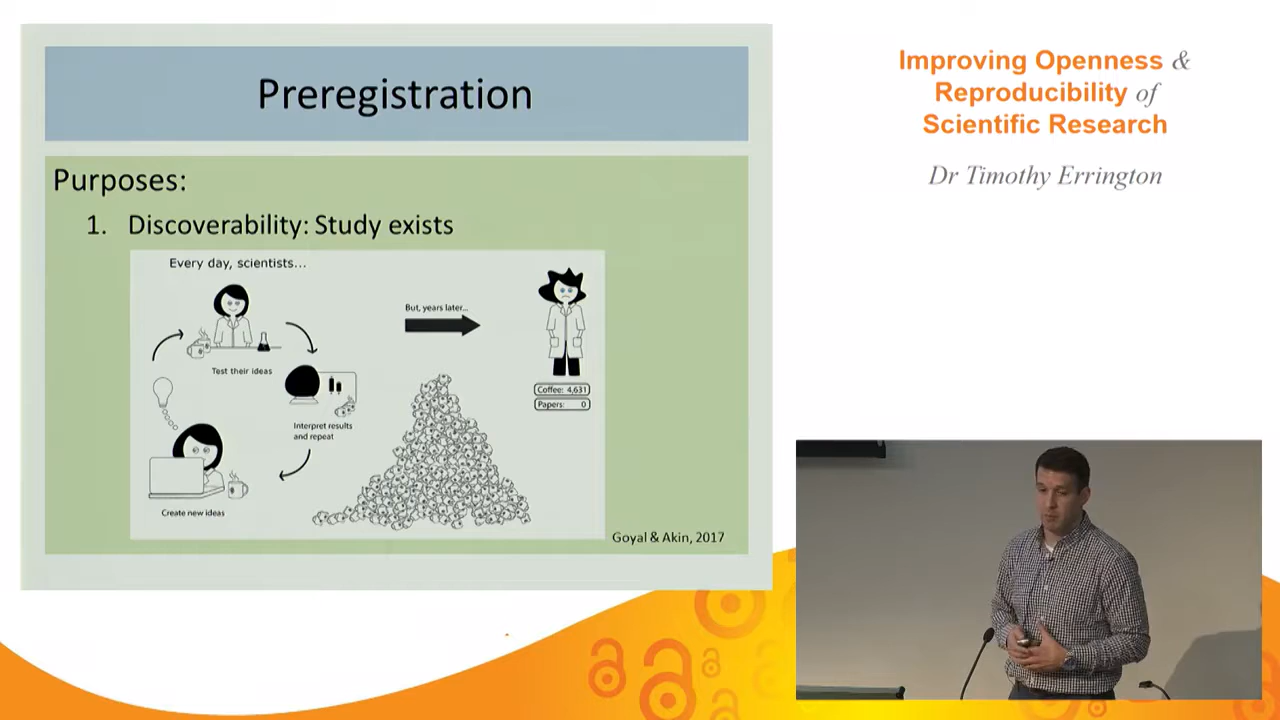 Preregistration
Purposes:
1. Discoverability: Study exists
Every day, scientists...
Test their ideas
Interpret results
and repeat
Create new ideas
But, years later...
Coffee: 4,631
Papers: 0
Goyal & Akin, 2017
Improving Openness &
Reproducibility of
Scientific Research
Dr Timothy Errington